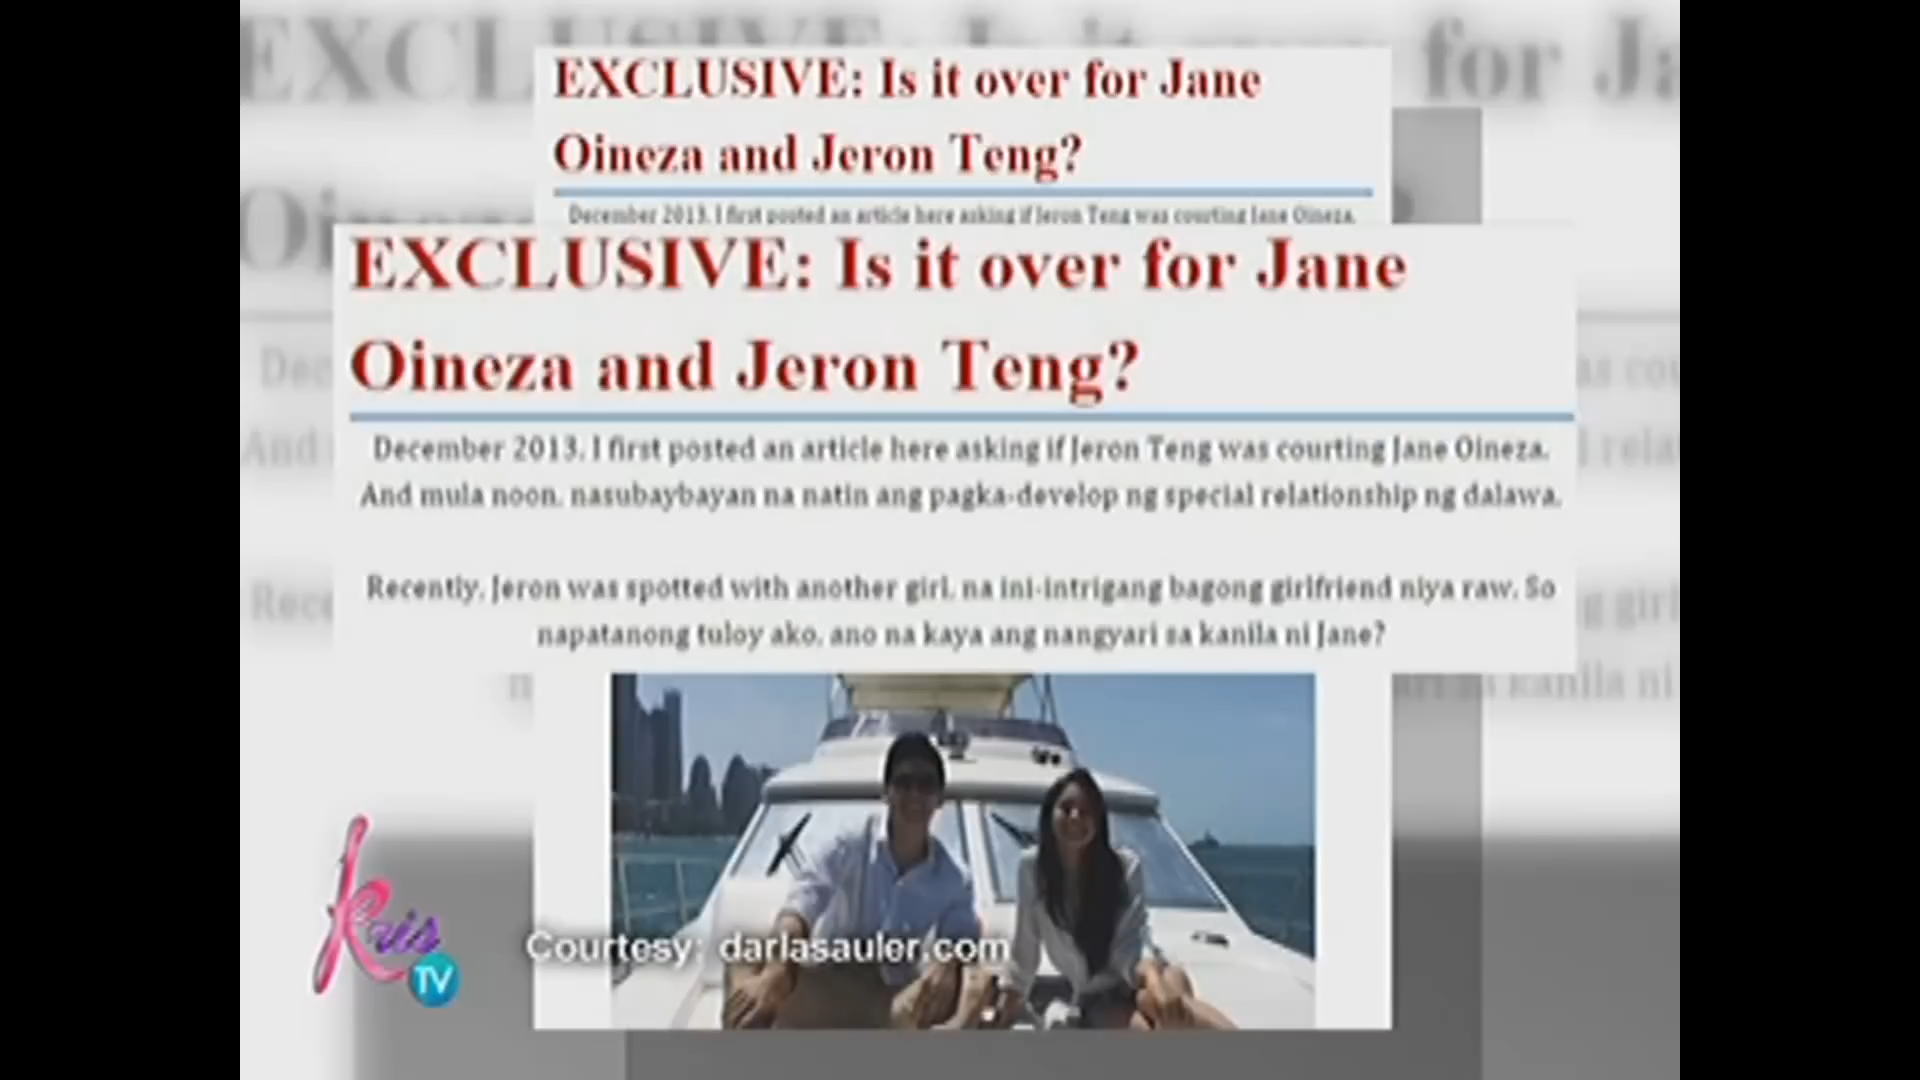 EXCLUSIVE: Is it over for Jane
Oineza and Jeron Teng?
December 2013. I first posted an article here asking if Jeron Teng was courting Jane Oineza.
EXCLUSIVE: Is it over for Jane
Oineza and Jeron Teng?
December 2013. I first posted an article here asking if Jeron Teng was courting Jane Oineza.
And mula noon, nasubaybayan na natin ang pagka-develop ng special relationship ng dalawa.
Recently, Jeron was spotted with another girl, na ini-intrigang bagong girlfriend niya raw. So
napatanong tuloy ako, ano na kaya ang nangyari sa kanila ni Jane?
Courtesy: darlasauler.com
Kris
TV